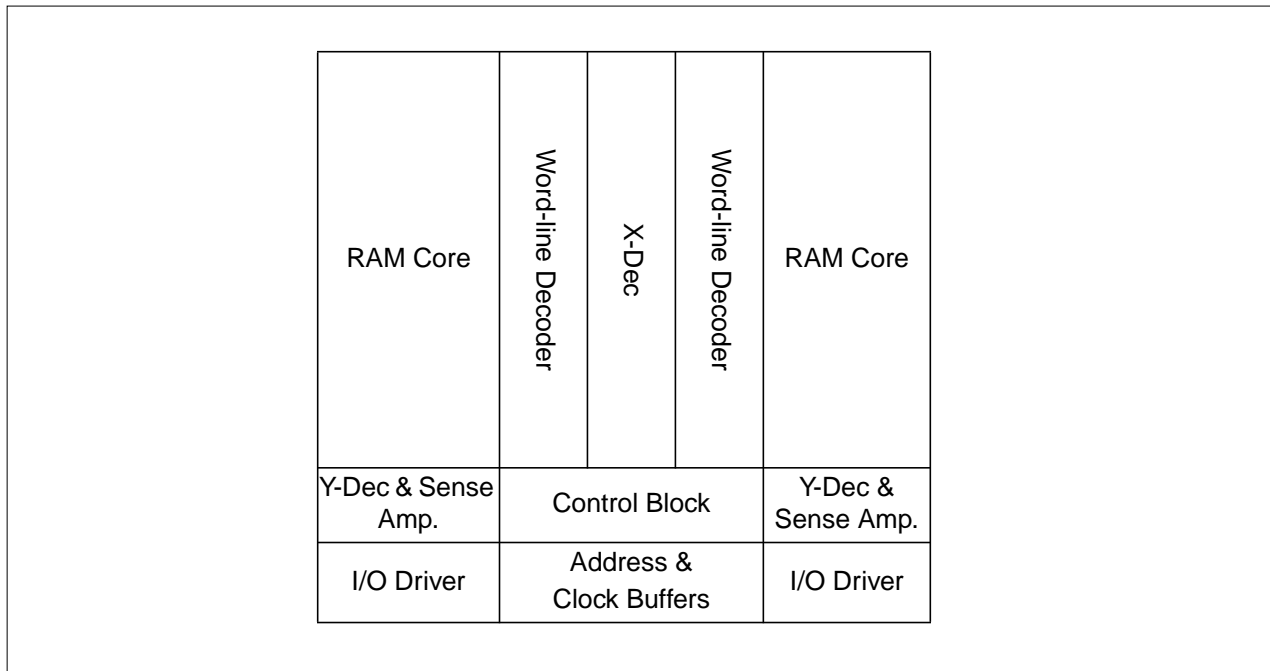 RAM Core
Word-line Decoder
X-Dec
Word-line Decoder
RAM Core
Y-Dec & Sense
Amp.
Control Block
Y-Dec &
Sense Amp.
I/O Driver
Address &
Clock Buffers
I/O Driver